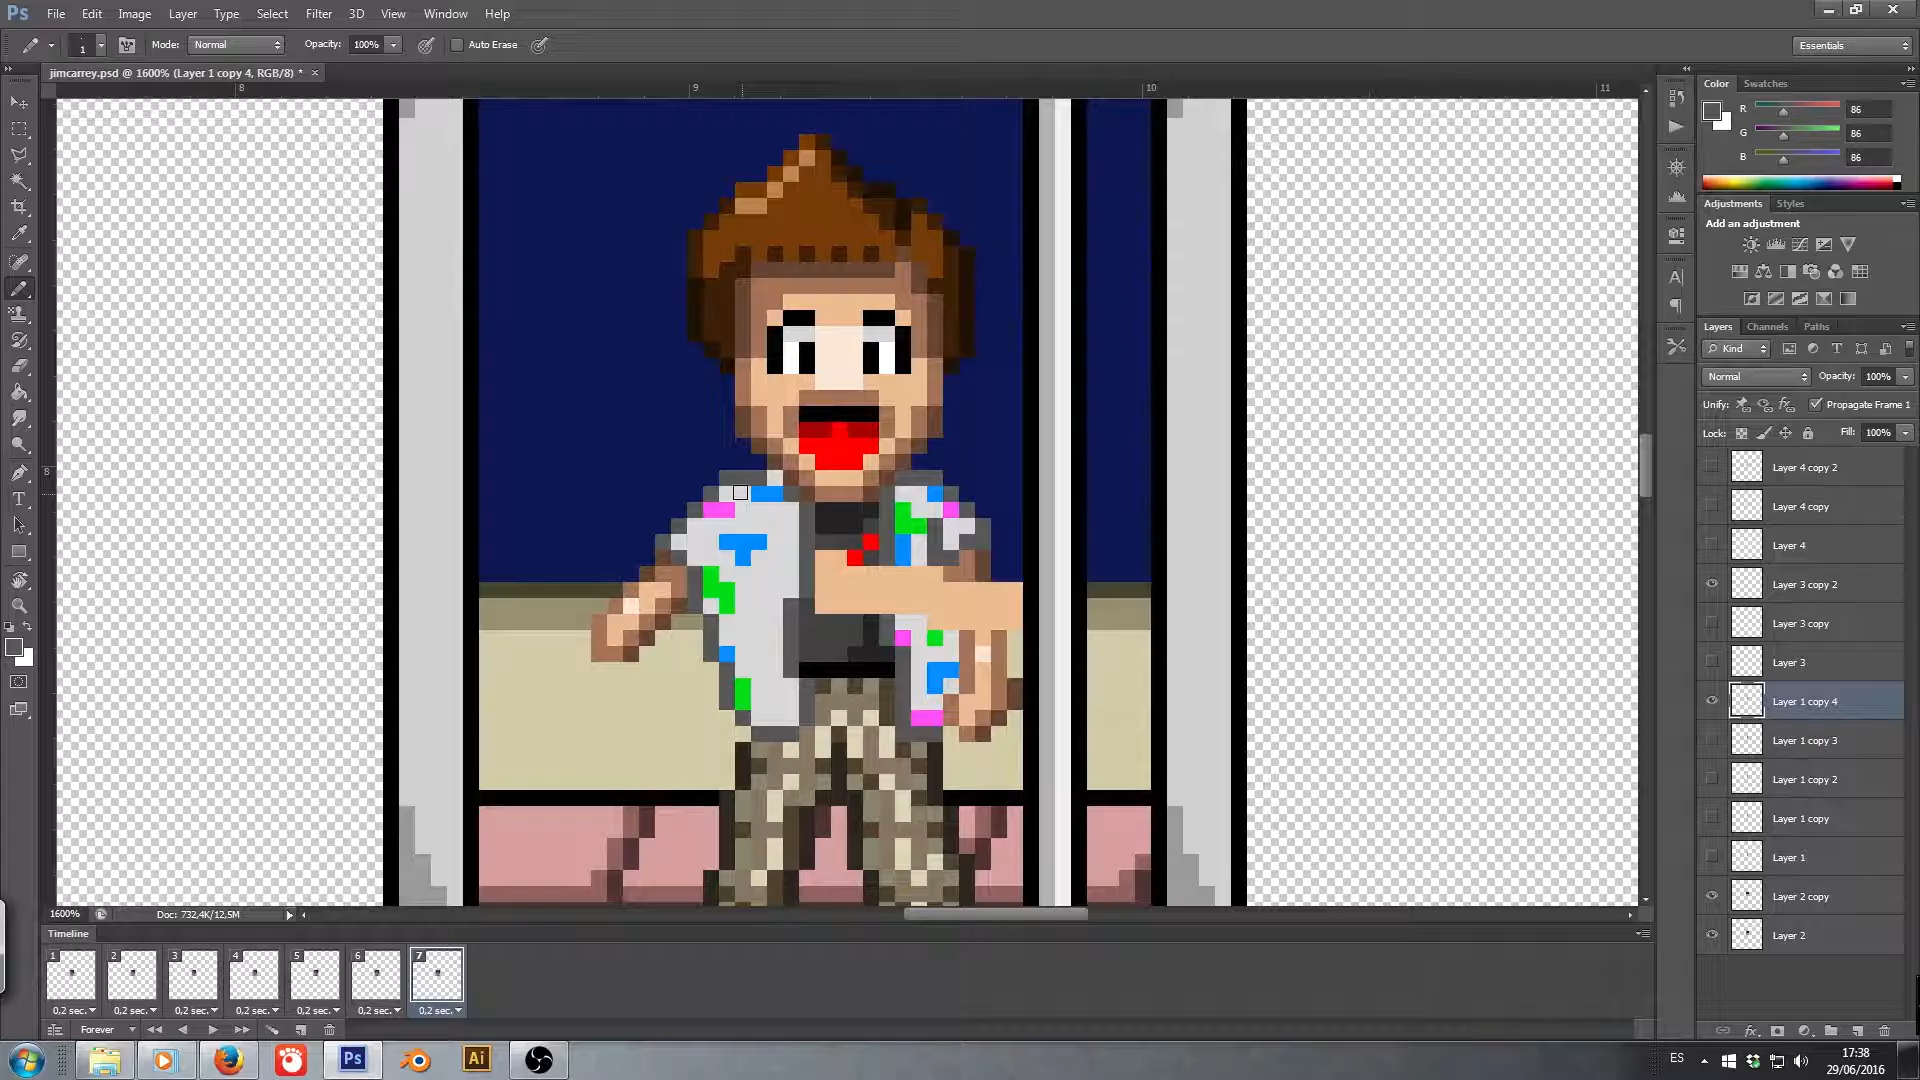 Ps File Edit Image Layer Type Select Filter 3D View Window Help
1 Mode: Normal Opacity: 100% Auto Erase Essentials
jimcarrey.psd @ 1600% (Layer 1 copy 4, RGB/8) *
8 9 10 11
Color Swatches
R 86
G 86
B 86
Adjustments Styles
Add an adjustment
Layers Channels Paths
Kind
Normal Opacity: 100%
Unify: Propagate Frame 1
Lock: Fill: 100%
Layer 4 copy 2
Layer 4 copy
Layer 4
Layer 3 copy 2
Layer 3 copy
Layer 3
Layer 1 copy 4
Layer 1 copy 3
Layer 1 copy 2
Layer 1 copy
Layer 1
Layer 2 copy
Layer 2
8
1600% Doc: 732,4K/12,5M
Timeline
1 2 3 4 5 6 7
0,2 sec. 0,2 sec. 0,2 sec. 0,2 sec. 0,2 sec. 0,2 sec. 0,2 sec.
Forever
Ps Ai ES 17:38
29/06/2016